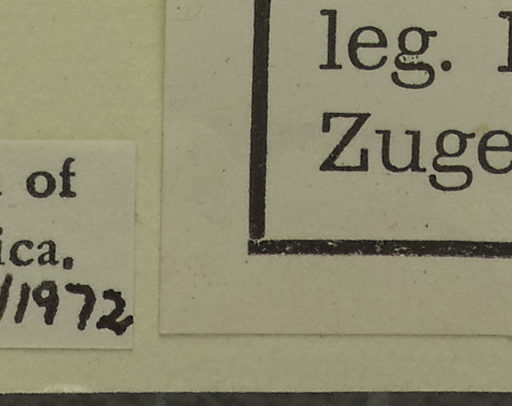 of
ica.
/1972
leg.
Zuge